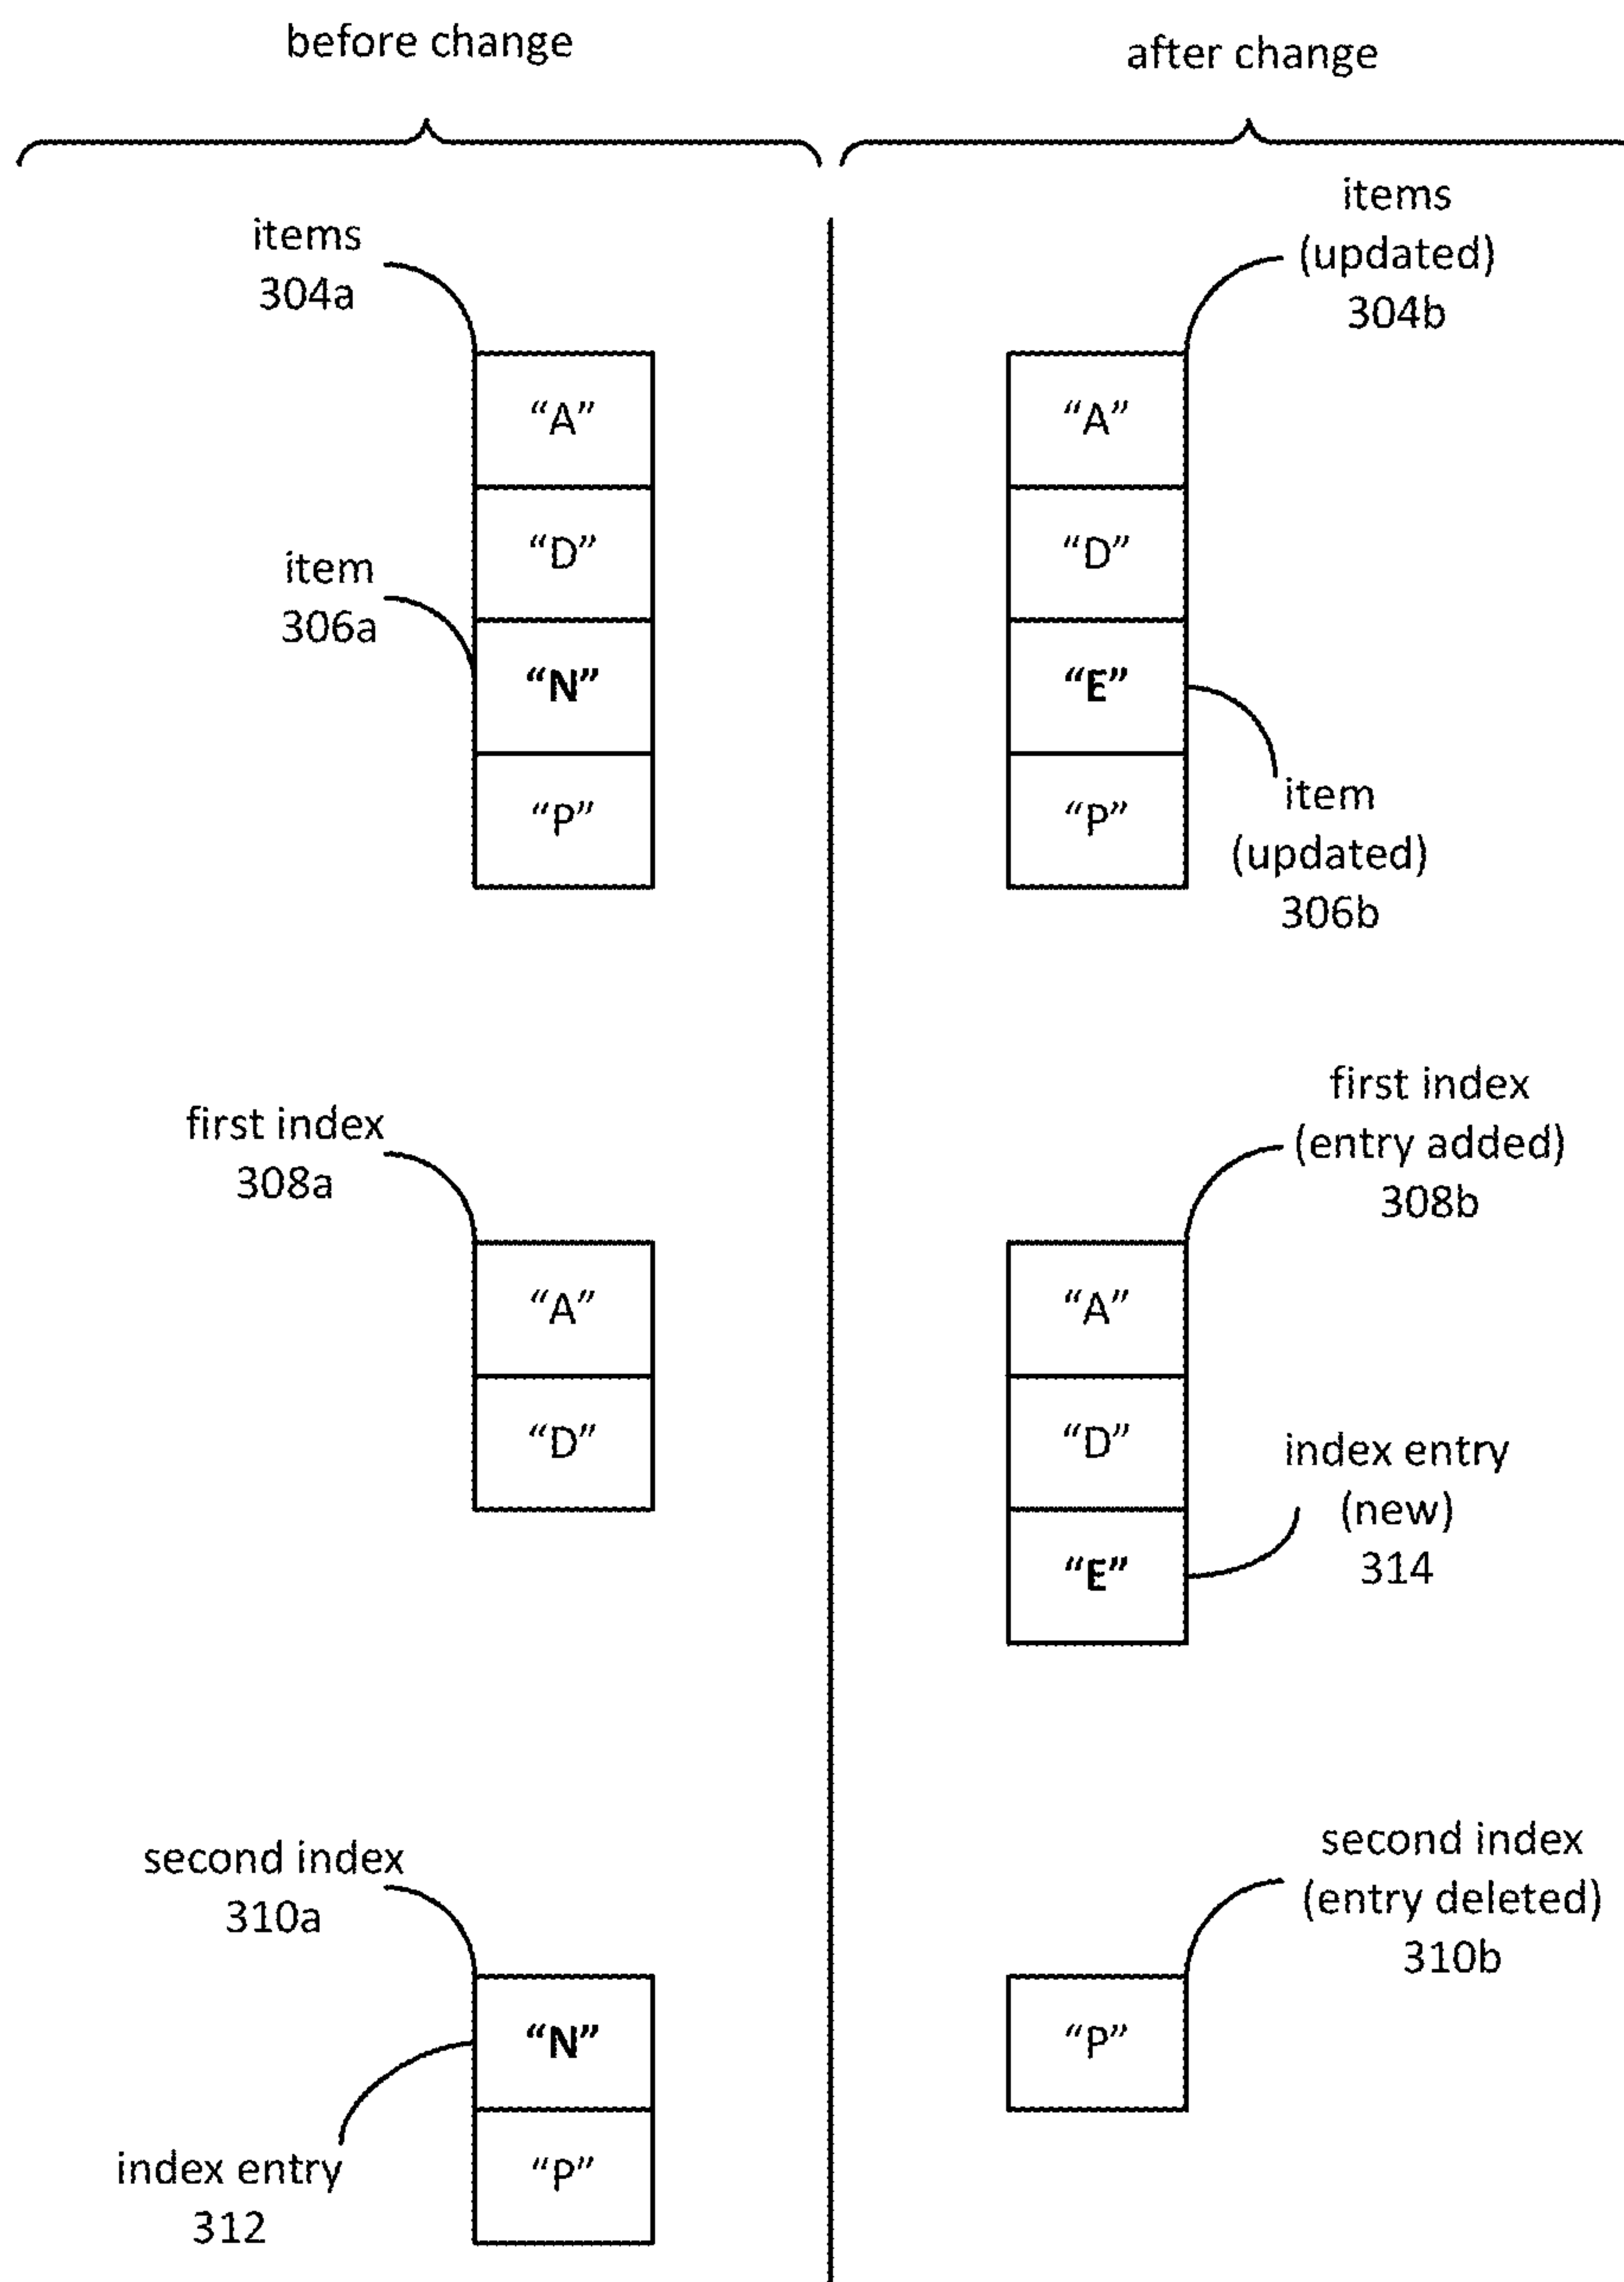 before change
after change
items
304a
items
(updated)
304b
“A”
“D”
“N”
“P”
item
306a
“A”
“D”
“E”
“P”
item
(updated)
306b
first index
308a
“A”
“D”
first index
(entry added)
308b
“A”
“D”
“E”
index entry
(new)
314
second index
310a
“N”
“P”
index entry
312
second index
(entry deleted)
310b
“P”